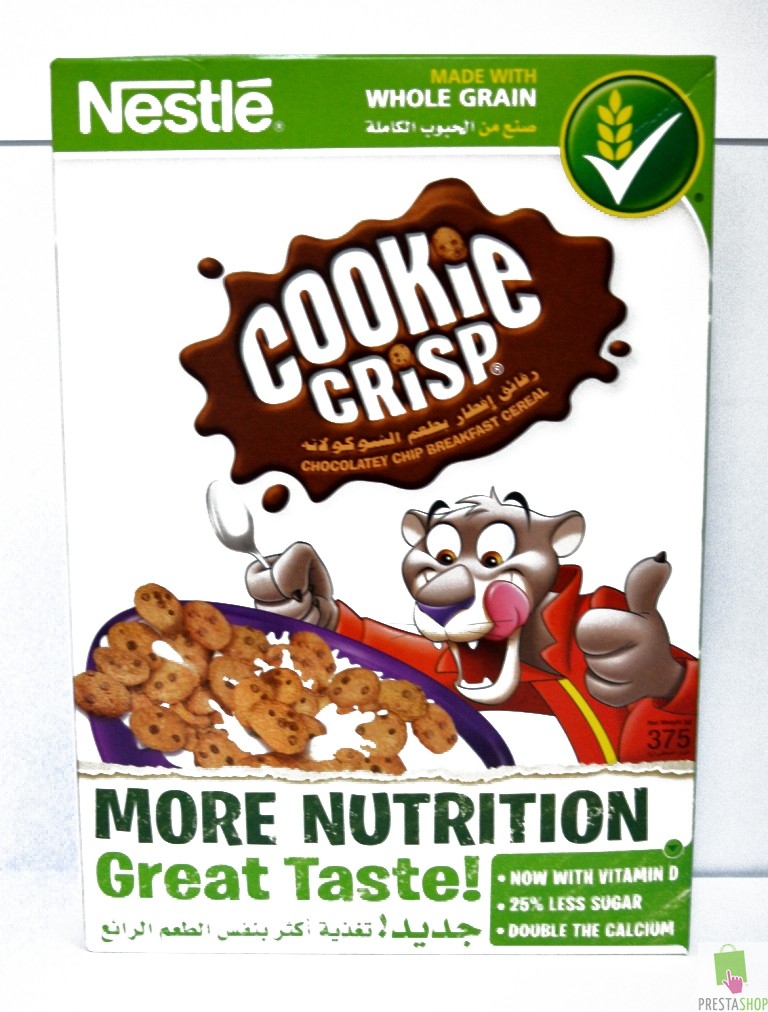 Nestlé
MADE WITH
WHOLE GRAIN
صنع من الحبوب الكاملة
COOKiE
CRiSP
رقائق إفطار بطعم الشوكولاته
CHOCOLATEY CHIP BREAKFAST CEREAL
Net Weight
375
MORE NUTRITION
Great Taste!
جديد! تغذية أكثر بنفس الطعم الرائع
• NOW WITH VITAMIN D
• 25% LESS SUGAR
• DOUBLE THE CALCIUM
PRESTASHOP